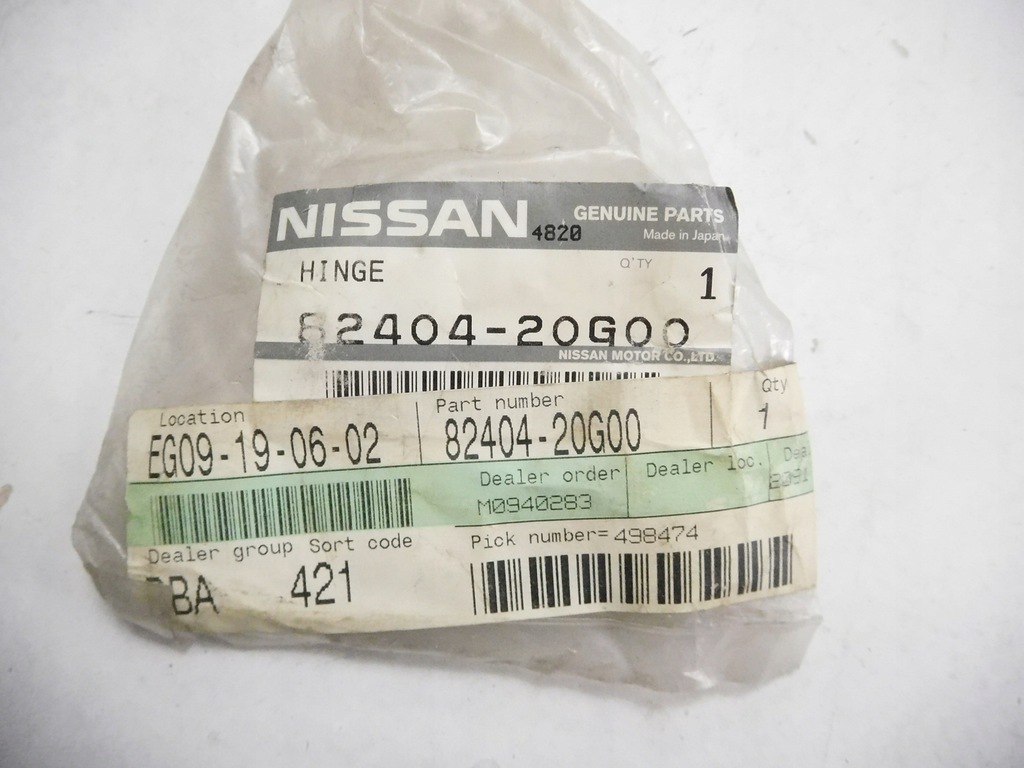 NISSAN 4820 GENUINE PARTS
Made in Japan
HINGE Q'TY 1
82404-20G00
NISSAN MOTOR CO.,LTD.
Location Part number Qty
EG09-19-06-02 82404-20G00 1
Dealer order Dealer loc.
M0940283
Dealer group Sort code Pick number=498474
421